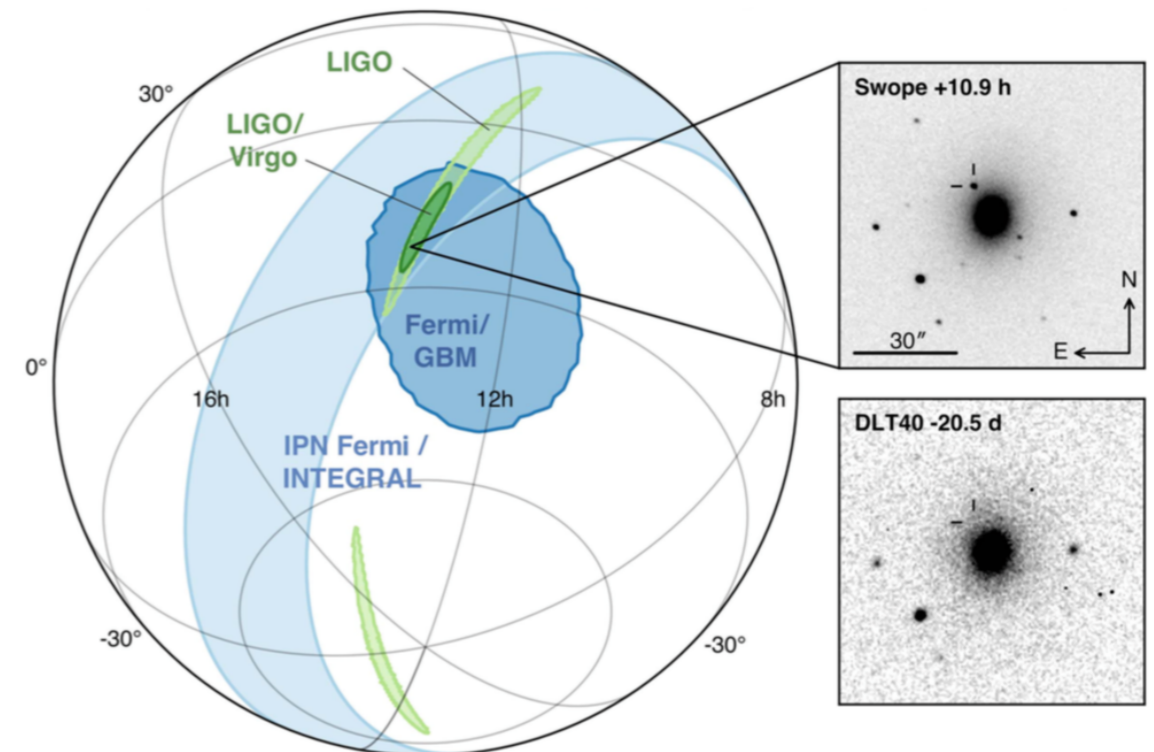 LIGO
30°
LIGO/
Virgo
Fermi/
GBM
0°
16h
12h
8h
IPN Fermi /
INTEGRAL
-30°
-30°
Swope +10.9 h
N
30″
E
DLT40 -20.5 d